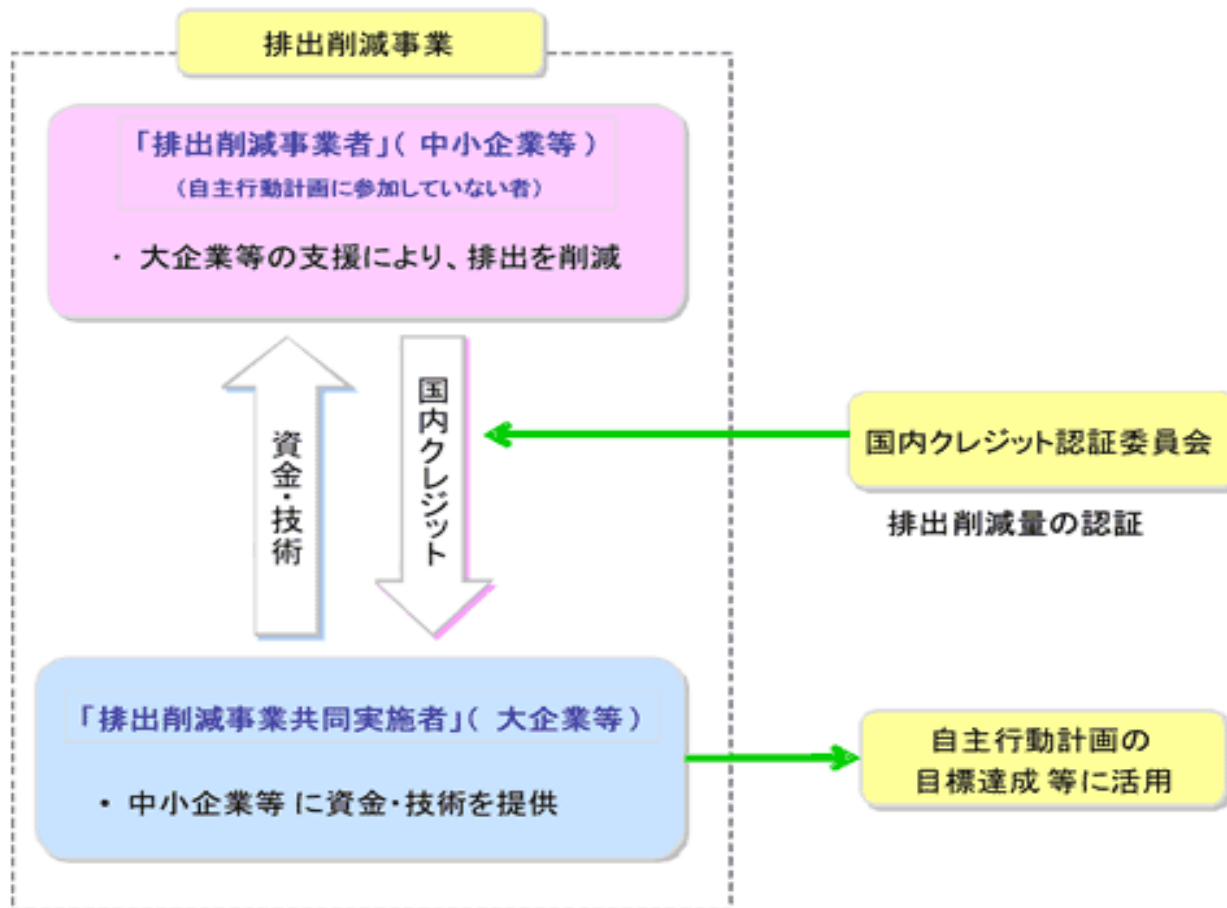 排出削減事業
「排出削減事業者」( 中小企業等 )
(自主行動計画に参加していない者)
・ 大企業等の支援により、排出を削減
資金・技術
国内クレジット
国内クレジット認証委員会
排出削減量の認証
「排出削減事業共同実施者」( 大企業等 )
・ 中小企業等 に資金・技術を提供
自主行動計画の
目標達成 等に活用